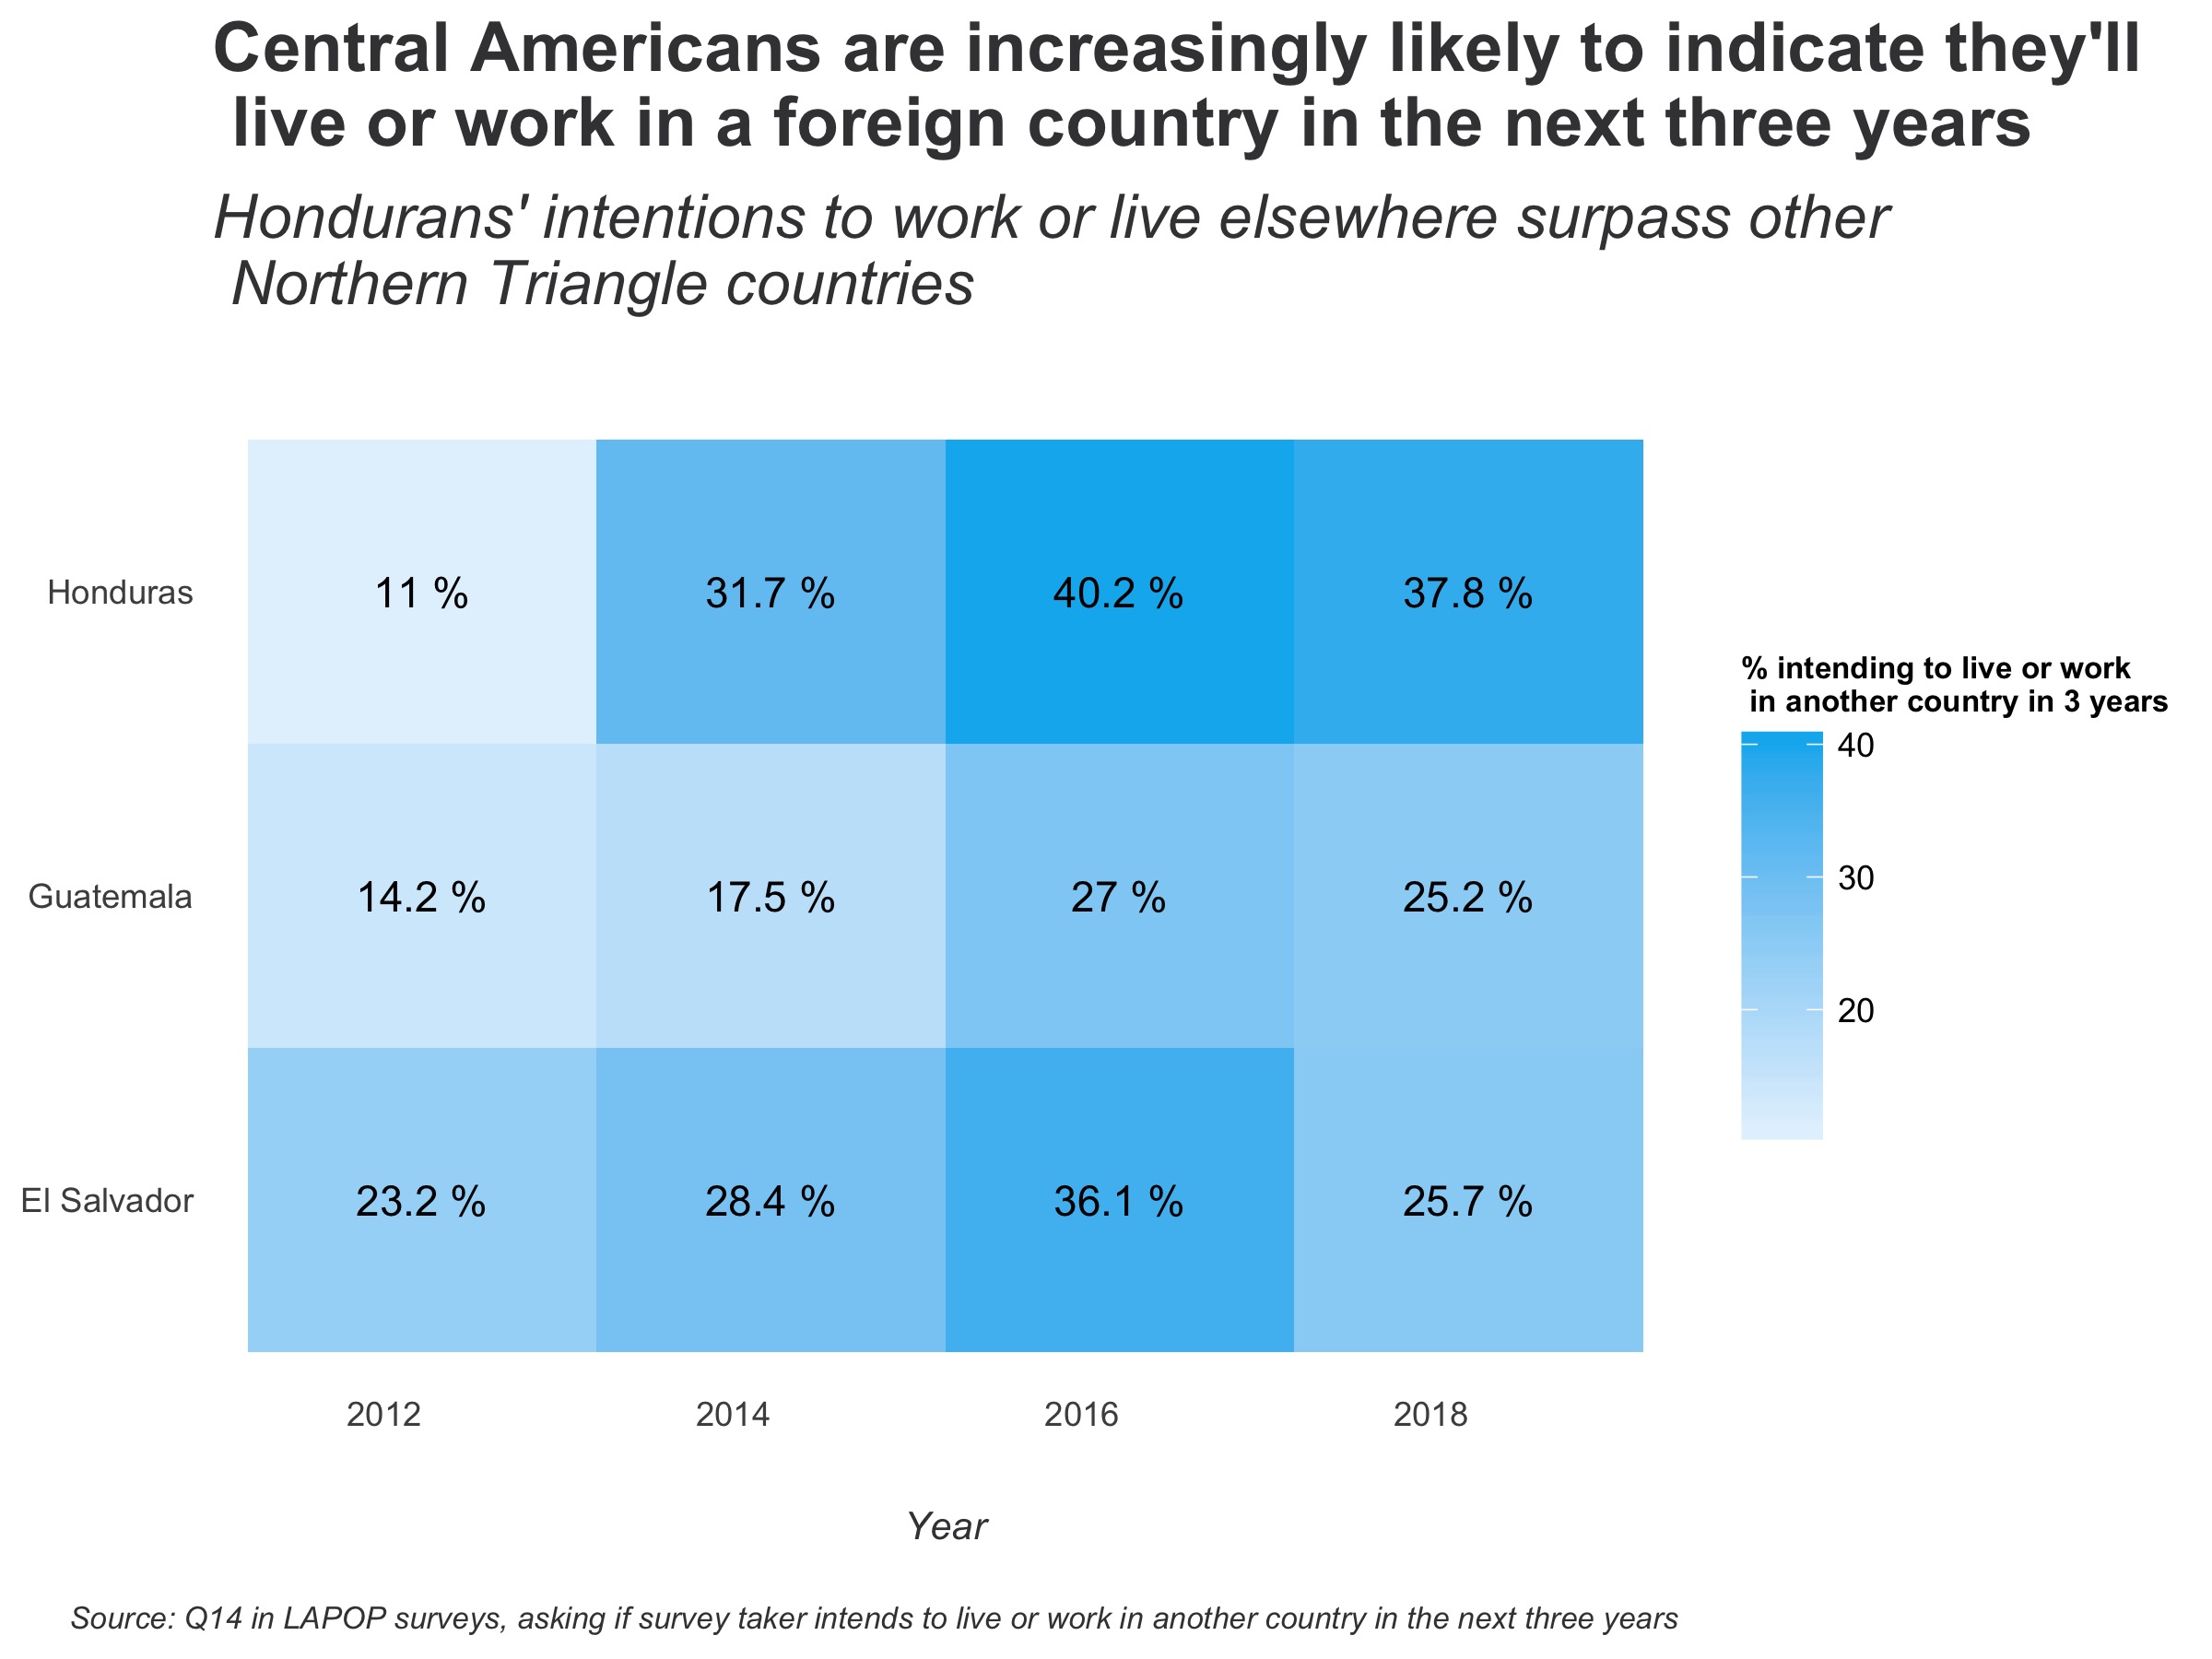 Central Americans are increasingly likely to indicate they'll
live or work in a foreign country in the next three years
Hondurans' intentions to work or live elsewhere surpass other
Northern Triangle countries
Honduras
11 %
31.7 %
40.2 %
37.8 %
Guatemala
14.2 %
17.5 %
27 %
25.2 %
El Salvador
23.2 %
28.4 %
36.1 %
25.7 %
2012
2014
2016
2018
Year
% intending to live or work
in another country in 3 years
40
30
20
Source: Q14 in LAPOP surveys, asking if survey taker intends to live or work in another country in the next three years